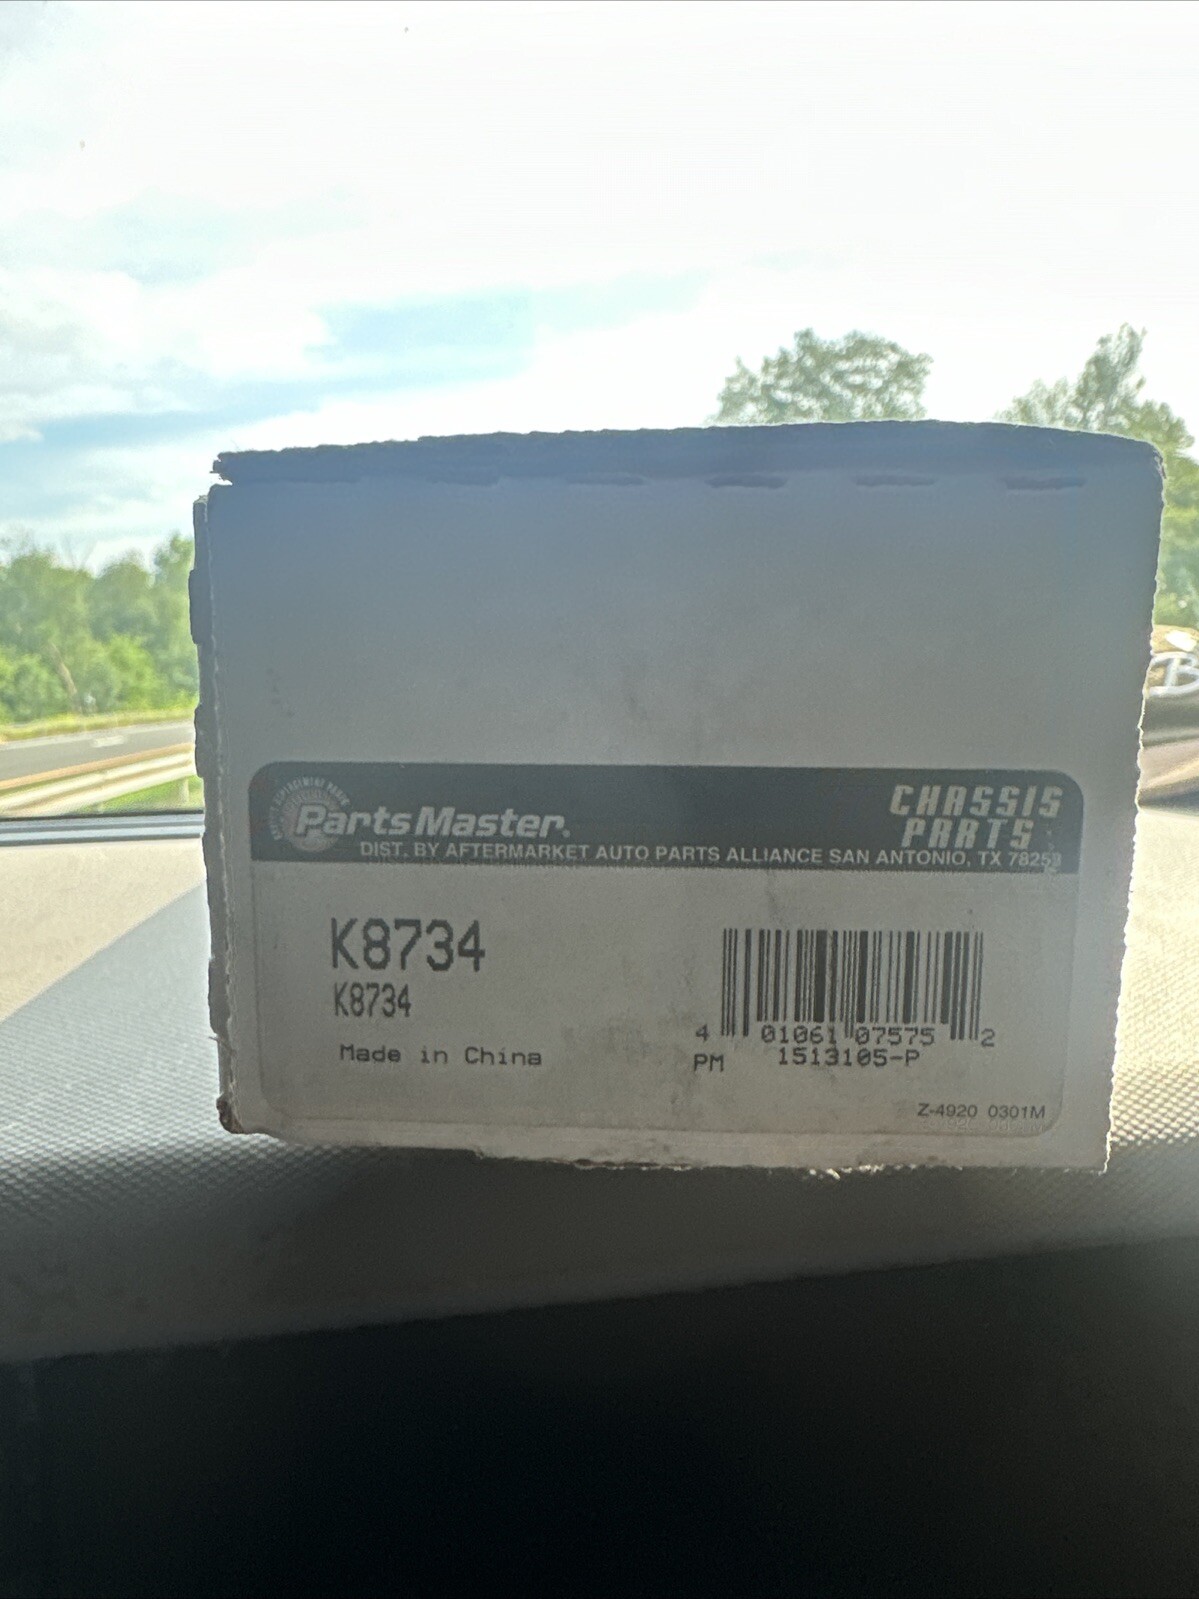 PartsMaster.
CHASSIS
PARTS
DIST. BY AFTERMARKET AUTO PARTS ALLIANCE SAN ANTONIO, TX 78253
K8734
K8734
Made in China
4 01061 07575 2
PM 1513105-P
Z-4920 0301M